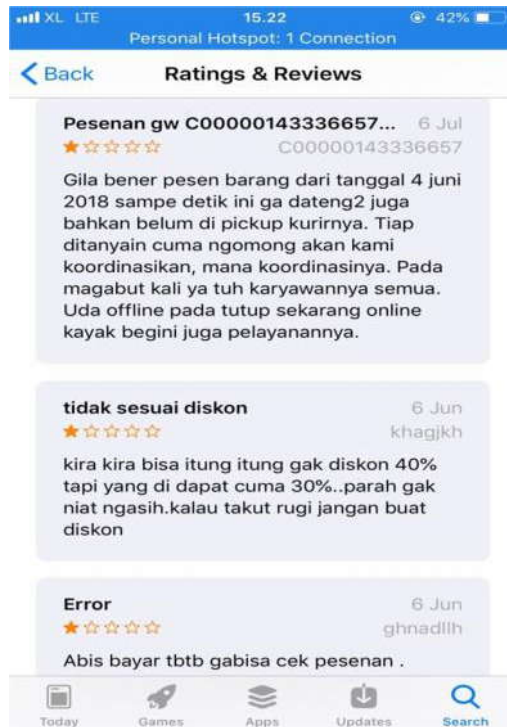 XL LTE 15.22 42%
Personal Hotspot: 1 Connection
Back Ratings & Reviews
Pesenan gw C00000143336657... 6 Jul
C00000143336657
Gila bener pesen barang dari tanggal 4 juni
2018 sampe detik ini ga dateng2 juga
bahkan belum di pickup kurirnya. Tiap
ditanyain cuma ngomong akan kami
koordinasikan, mana koordinasinya. Pada
magabut kali ya tuh karyawannya semua.
Uda offline pada tutup sekarang online
kayak begini juga pelayanannya.
tidak sesuai diskon 6 Jun
khagjkh
kira kira bisa itung itung gak diskon 40%
tapi yang di dapat cuma 30%..parah gak
niat ngasih.kalau takut rugi jangan buat
diskon
Error 6 Jun
ghnadllh
Abis bayar tbtb gabisa cek pesenan .
Today Games Apps Updates Search